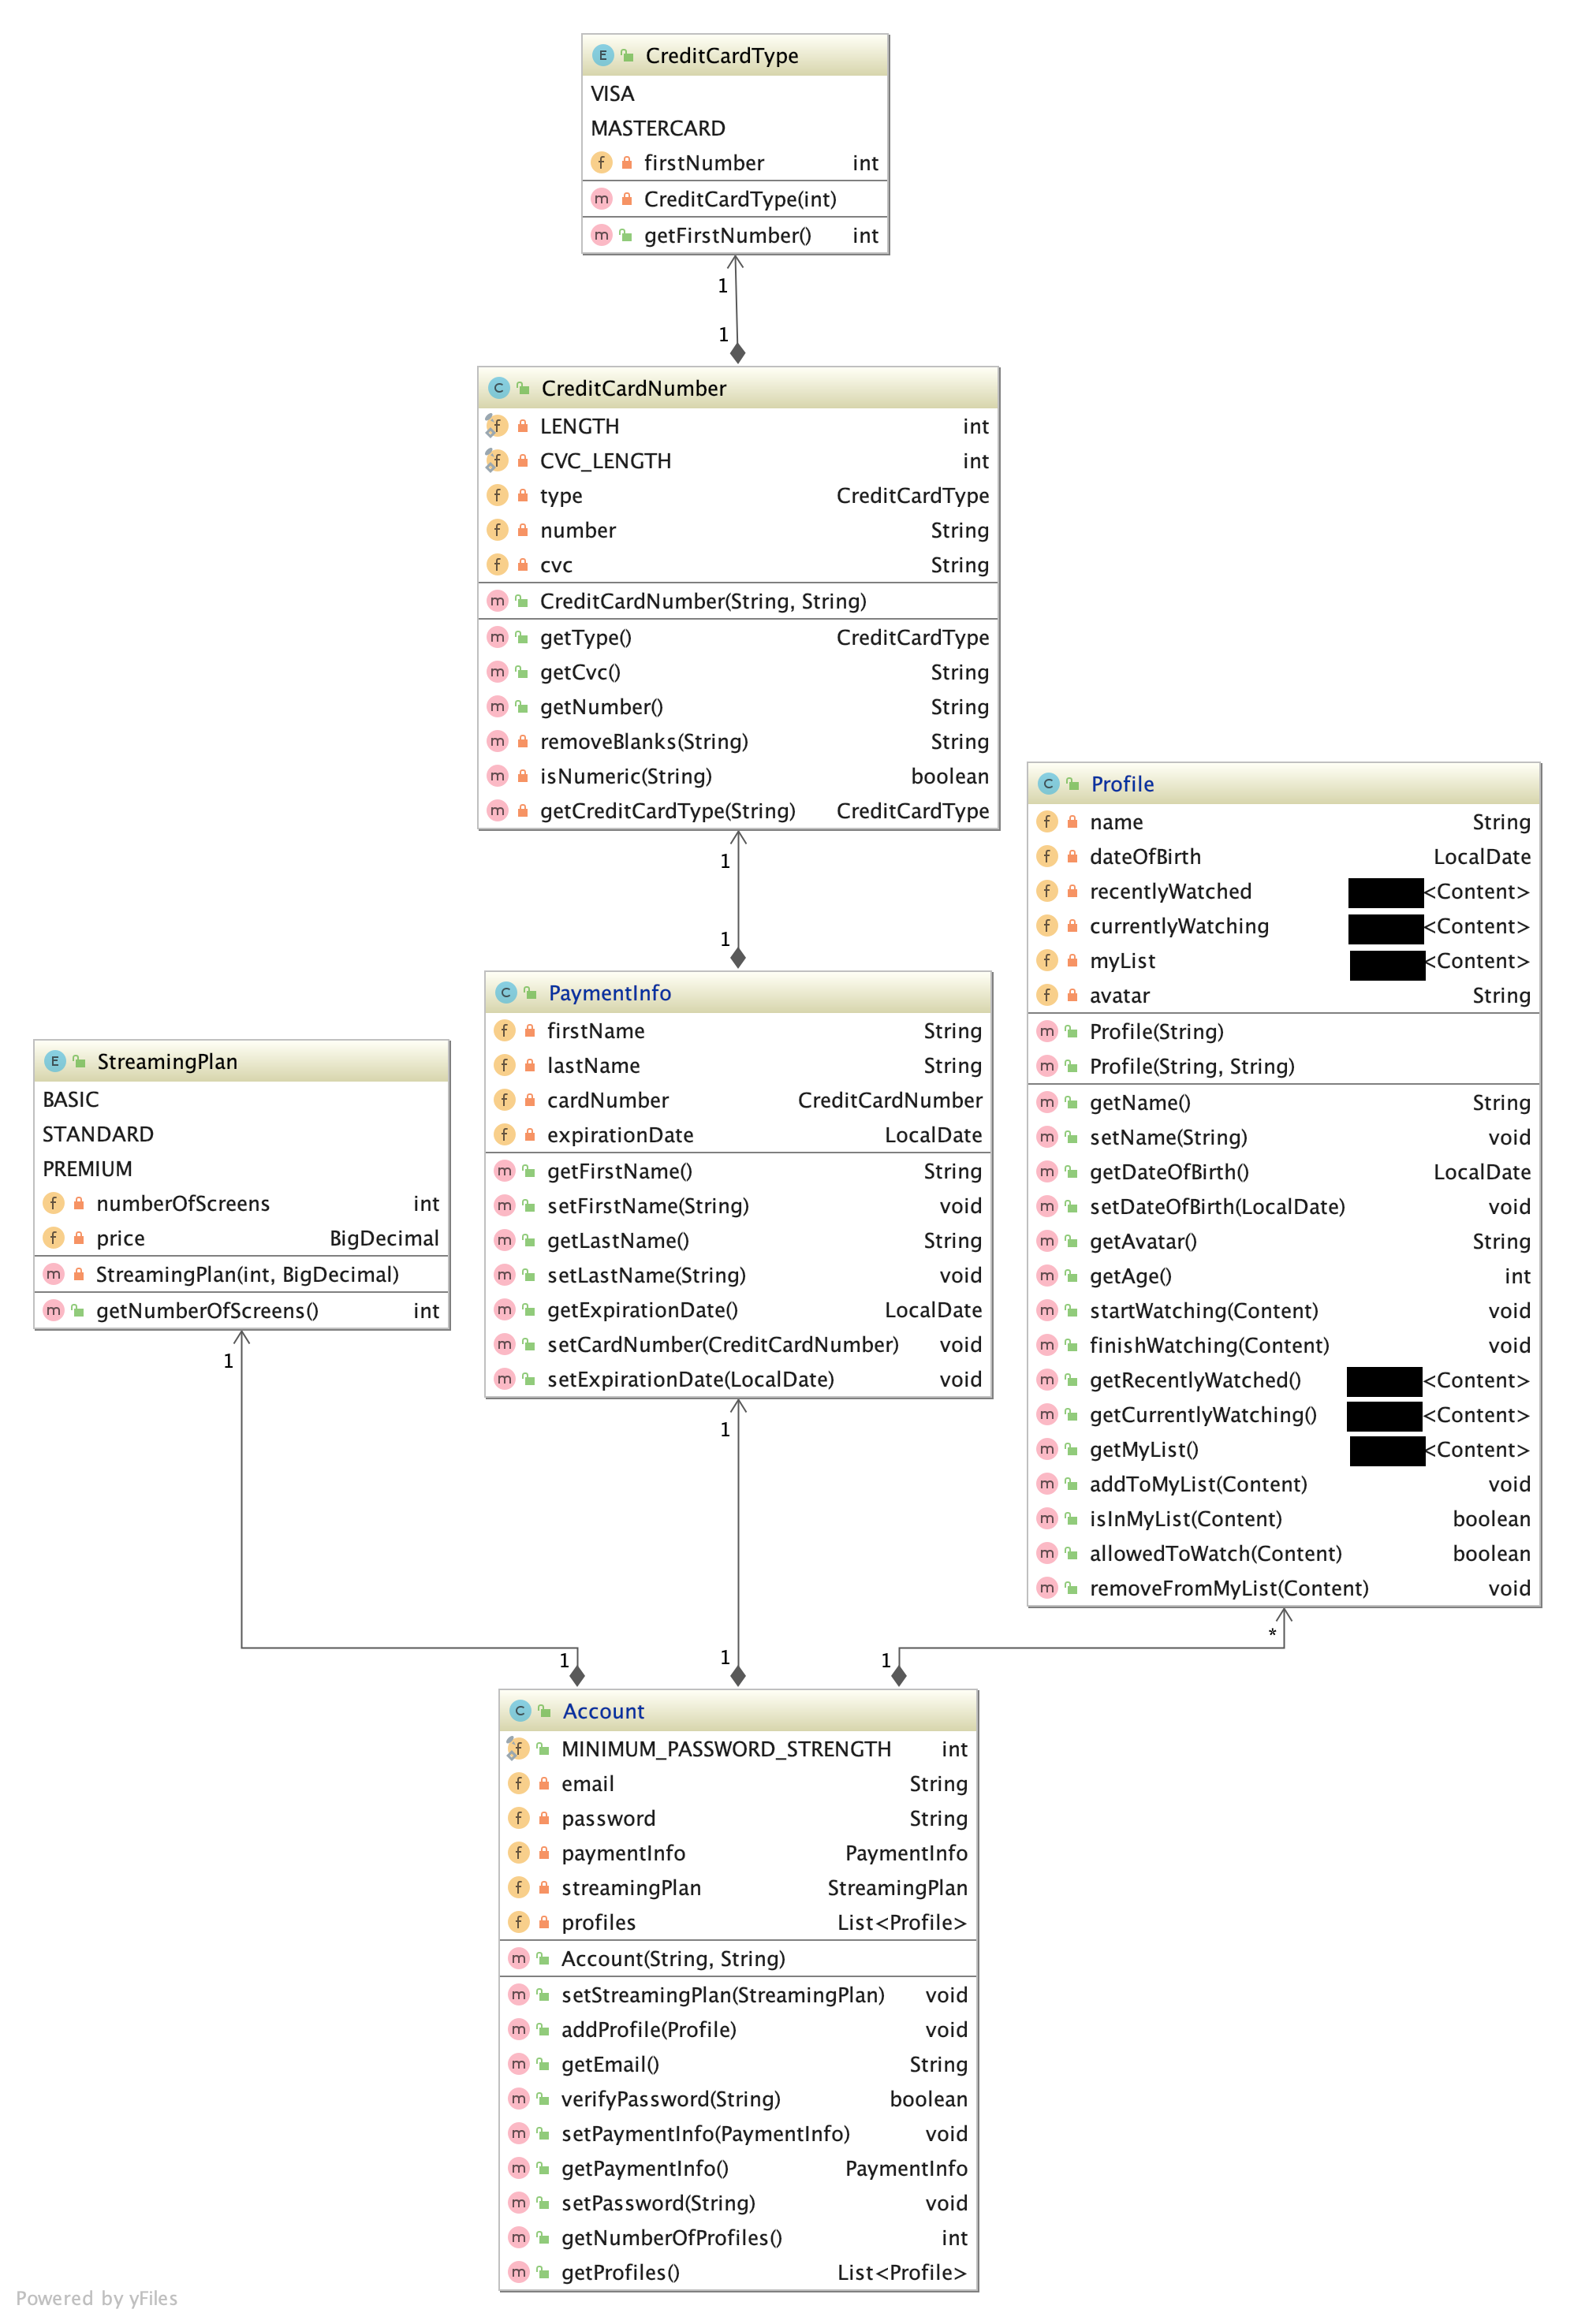 CreditCardType
VISA
MASTERCARD
firstNumber int
CreditCardType(int)
getFirstNumber() int
1
1
CreditCardNumber
LENGTH int
CVC_LENGTH int
type CreditCardType
number String
cvc String
CreditCardNumber(String, String)
getType() CreditCardType
getCvc() String
getNumber() String
removeBlanks(String) String
isNumeric(String) boolean
getCreditCardType(String) CreditCardType
1
1
PaymentInfo
firstName String
lastName String
cardNumber CreditCardNumber
expirationDate LocalDate
getFirstName() String
setFirstName(String) void
getLastName() String
setLastName(String) void
getExpirationDate() LocalDate
setCardNumber(CreditCardNumber) void
setExpirationDate(LocalDate) void
1
1
StreamingPlan
BASIC
STANDARD
PREMIUM
numberOfScreens int
price BigDecimal
StreamingPlan(int, BigDecimal)
getNumberOfScreens() int
1
1
Profile
name String
dateOfBirth LocalDate
recentlyWatched <Content>
currentlyWatching <Content>
myList <Content>
avatar String
Profile(String)
Profile(String, String)
getName() String
setName(String) void
getDateOfBirth() LocalDate
setDateOfBirth(LocalDate) void
getAvatar() String
getAge() int
startWatching(Content) void
finishWatching(Content) void
getRecentlyWatched() <Content>
getCurrentlyWatching() <Content>
getMyList() <Content>
addToMyList(Content) void
isInMyList(Content) boolean
allowedToWatch(Content) boolean
removeFromMyList(Content) void
*
1
Account
MINIMUM_PASSWORD_STRENGTH int
email String
password String
paymentInfo PaymentInfo
streamingPlan StreamingPlan
profiles List<Profile>
Account(String, String)
setStreamingPlan(StreamingPlan) void
addProfile(Profile) void
getEmail() String
verifyPassword(String) boolean
setPaymentInfo(PaymentInfo) void
getPaymentInfo() PaymentInfo
setPassword(String) void
getNumberOfProfiles() int
getProfiles() List<Profile>
Powered by yFiles